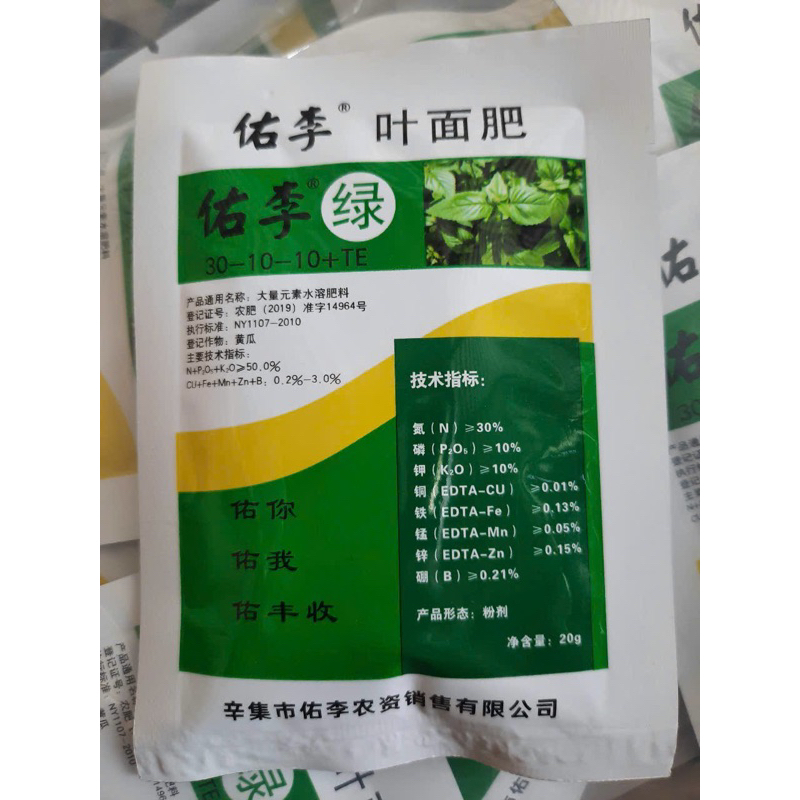 佑李® 叶面肥
佑李® 绿
30-10-10+TE
产品通用名称：大量元素水溶肥料
登记证号：农肥（2019）准字14964号
执行标准：NY1107-2010
登记作物：黄瓜
主要技术指标：
N+P₂O₅+K₂O≥50.0%
CU+Fe+Mn+Zn+B：0.2%-3.0%
技术指标：
氮（N）≥30%
磷（P₂O₅）≥10%
钾（K₂O）≥10%
铜（EDTA-CU） ≥0.01%
铁（EDTA-Fe） ≥0.13%
锰（EDTA-Mn） ≥0.05%
锌（EDTA-Zn） ≥0.15%
硼（B）≥0.21%
产品形态：粉剂
净含量：20g
佑你
佑我
佑丰收
辛集市佑李农资销售有限公司